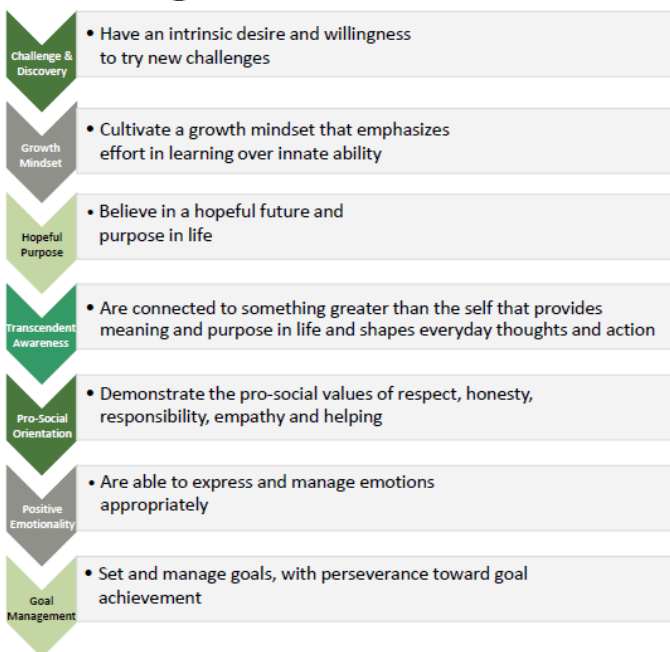 Challenge &
Discovery
• Have an intrinsic desire and willingness
to try new challenges
Growth
Mindset
• Cultivate a growth mindset that emphasizes
effort in learning over innate ability
Hopeful
Purpose
• Believe in a hopeful future and
purpose in life
Transcendent
Awareness
• Are connected to something greater than the self that provides
meaning and purpose in life and shapes everyday thoughts and action
Pro-Social
Orientation
• Demonstrate the pro-social values of respect, honesty,
responsibility, empathy and helping
Positive
Emotionality
• Are able to express and manage emotions
appropriately
Goal
Management
• Set and manage goals, with perseverance toward goal
achievement